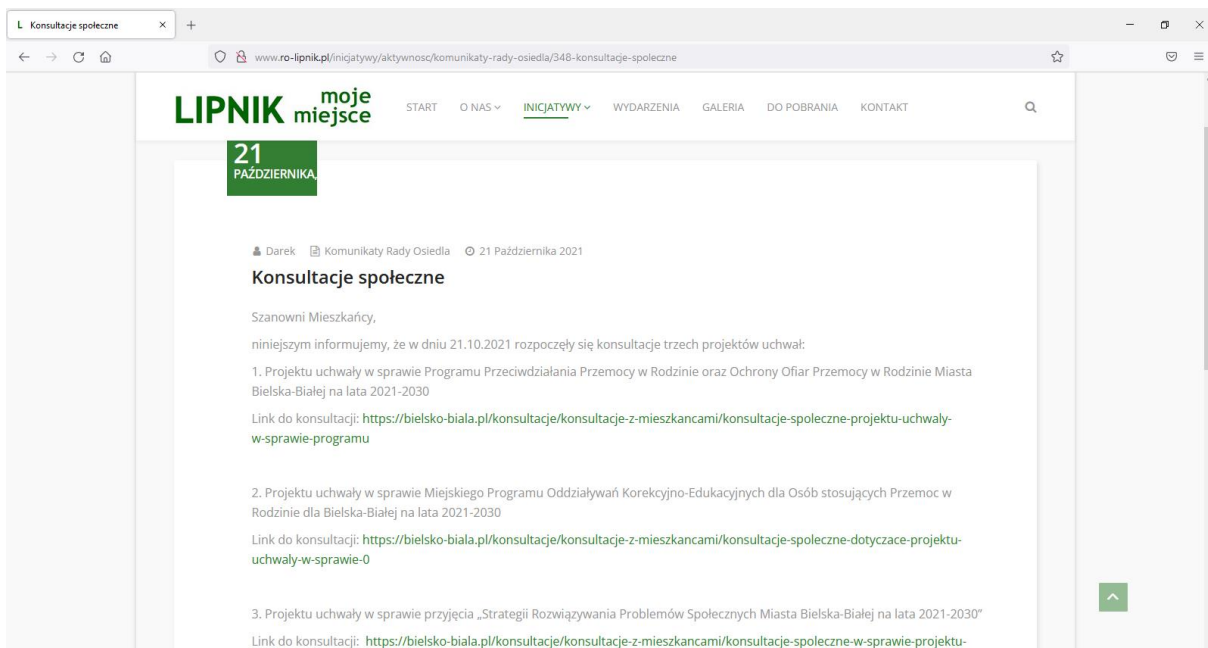 L Konsultacje społeczne
www.ro-lipnik.pl/inicjatywy/aktywnosc/komunikaty-rady-osiedla/348-konsultacje-spoleczne
LIPNIK moje miejsce
START O NAS INICJATYWY WYDARZENIA GALERIA DO POBRANIA KONTAKT
21
PAŹDZIERNIKA,
Darek Komunikaty Rady Osiedla 21 Października 2021
Konsultacje społeczne
Szanowni Mieszkańcy,
niniejszym informujemy, że w dniu 21.10.2021 rozpoczęły się konsultacje trzech projektów uchwał:
1. Projektu uchwały w sprawie Programu Przeciwdziałania Przemocy w Rodzinie oraz Ochrony Ofiar Przemocy w Rodzinie Miasta
Bielska-Białej na lata 2021-2030
Link do konsultacji: https://bielsko-biala.pl/konsultacje/konsultacje-z-mieszkancami/konsultacje-spoleczne-projektu-uchwaly-
w-sprawie-programu
2. Projektu uchwały w sprawie Miejskiego Programu Oddziaływań Korekcyjno-Edukacyjnych dla Osób stosujących Przemoc w
Rodzinie dla Bielska-Białej na lata 2021-2030
Link do konsultacji: https://bielsko-biala.pl/konsultacje/konsultacje-z-mieszkancami/konsultacje-spoleczne-dotyczace-projektu-
uchwaly-w-sprawie-0
3. Projektu uchwały w sprawie przyjęcia „Strategii Rozwiązywania Problemów Społecznych Miasta Bielska-Białej na lata 2021-2030”
Link do konsultacji: https://bielsko-biala.pl/konsultacje/konsultacje-z-mieszkancami/konsultacje-spoleczne-w-sprawie-projektu-